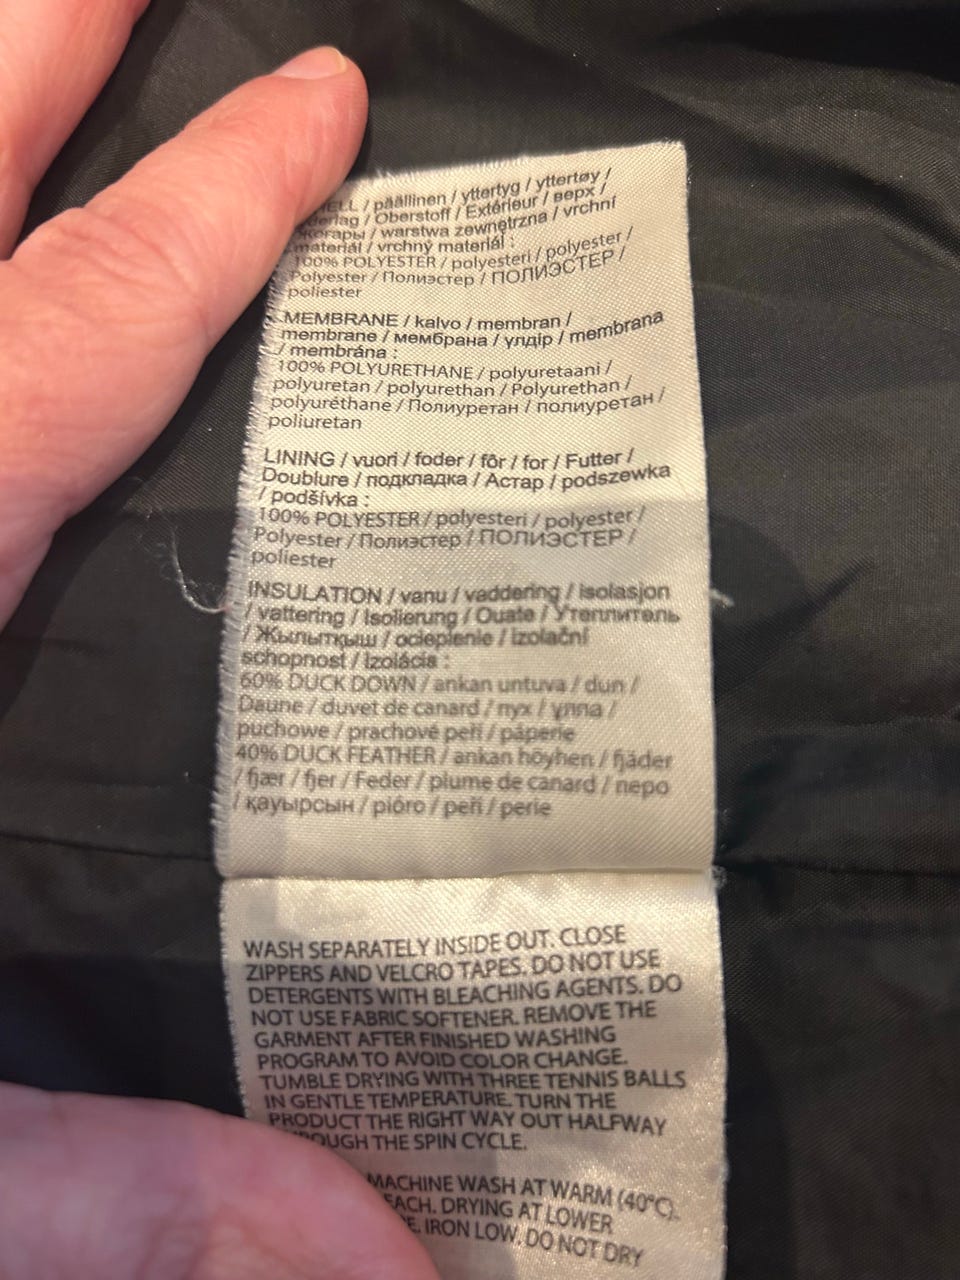 / päällinen / yttertyg / yttertøy /
/ Oberstoff / Extérieur / верх /
/ warstwa zewnętrzna / vrchní
materiál / vrchný materiál :
100% POLYESTER / polyesteri / polyester /
Polyester / Полиэстер / ПОЛИЭСТЕР /
poliester
MEMBRANE / kalvo / membran /
membrane / мембрана / үлдір / membrana
/ membrána :
100% POLYURETHANE / polyuretaani /
polyuretan / polyurethan / Polyurethan /
polyuréthane / Полиуретан / полиуретан /
poliuretan
LINING / vuori / foder / fôr / for / Futter /
Doublure / подкладка / Астар / podszewka
/ podšívka :
100% POLYESTER / polyesteri / polyester /
Polyester / Полиэстер / ПОЛИЭСТЕР /
poliester
INSULATION / vanu / vaddering / isolasjon
/ vattering / Isolierung / Ouate / Утеплитель
/ Жылытқыш / ocieplenie / izolační
schopnost / izolácia :
60% DUCK DOWN / ankan untuva / dun /
Daune / duvet de canard / пух / ұлпа /
puchowe / prachové peří / páperie
40% DUCK FEATHER / ankan höyhen / fjäder
/ fjær / fjer / Feder / plume de canard / перо
/ қауырсын / pióro / peří / perie
WASH SEPARATELY INSIDE OUT. CLOSE
ZIPPERS AND VELCRO TAPES. DO NOT USE
DETERGENTS WITH BLEACHING AGENTS. DO
NOT USE FABRIC SOFTENER. REMOVE THE
GARMENT AFTER FINISHED WASHING
PROGRAM TO AVOID COLOR CHANGE.
TUMBLE DRYING WITH THREE TENNIS BALLS
IN GENTLE TEMPERATURE. TURN THE
PRODUCT THE RIGHT WAY OUT HALFWAY
THE SPIN CYCLE.
MACHINE WASH AT WARM (40°C).
DRYING AT LOWER
IRON LOW. DO NOT DRY